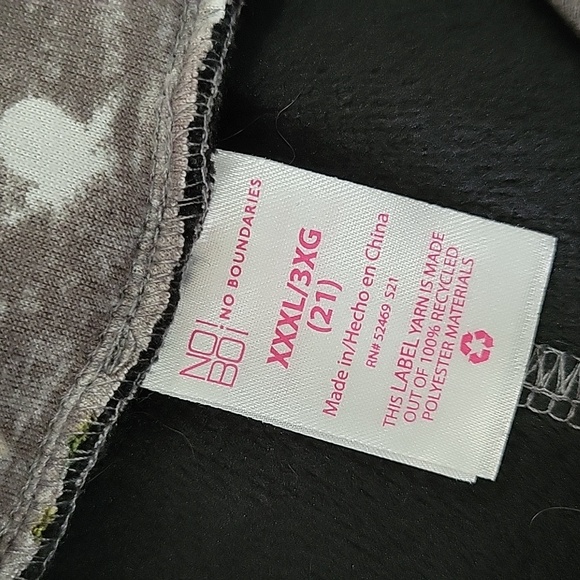 NO!
BO!
NO BOUNDARIES
XXXL/3XG
(21)
Made in/Hecho en China
RN# 52469 S21
THIS LABEL YARN IS MADE
OUT OF 100% RECYCLED
POLYESTER MATERIALS